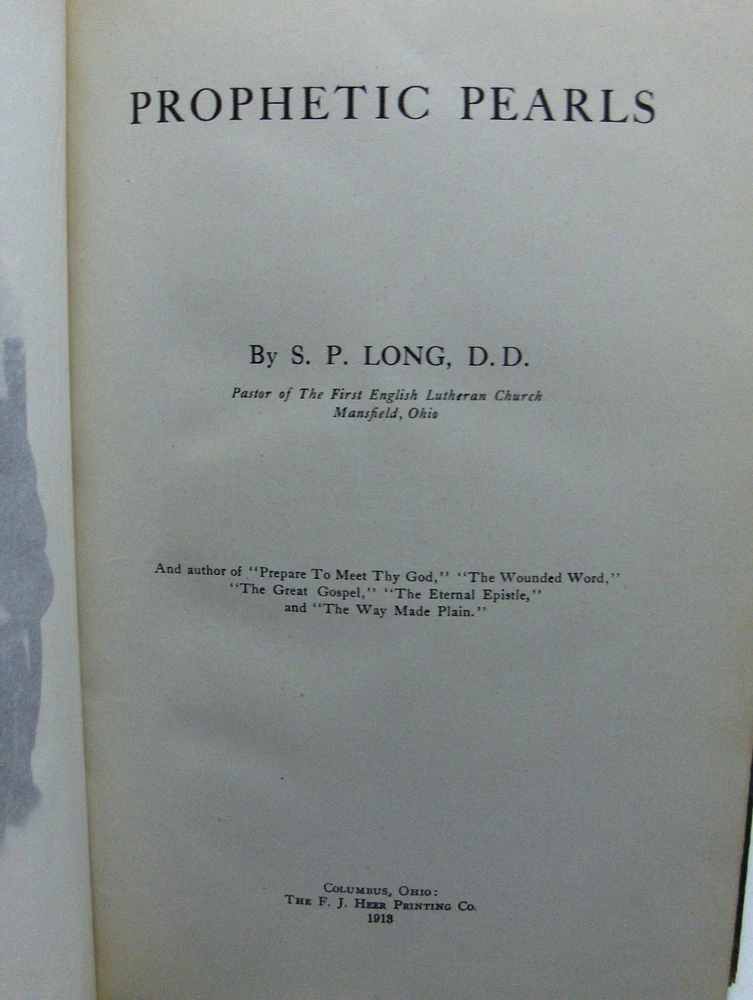 PROPHETIC PEARLS
By S. P. LONG, D. D.
Pastor of The First English Lutheran Church
Mansfield, Ohio
And author of "Prepare To Meet Thy God," "The Wounded Word,"
"The Great Gospel," "The Eternal Epistle,"
and "The Way Made Plain."
COLUMBUS, OHIO:
THE F. J. HEER PRINTING CO.
1913